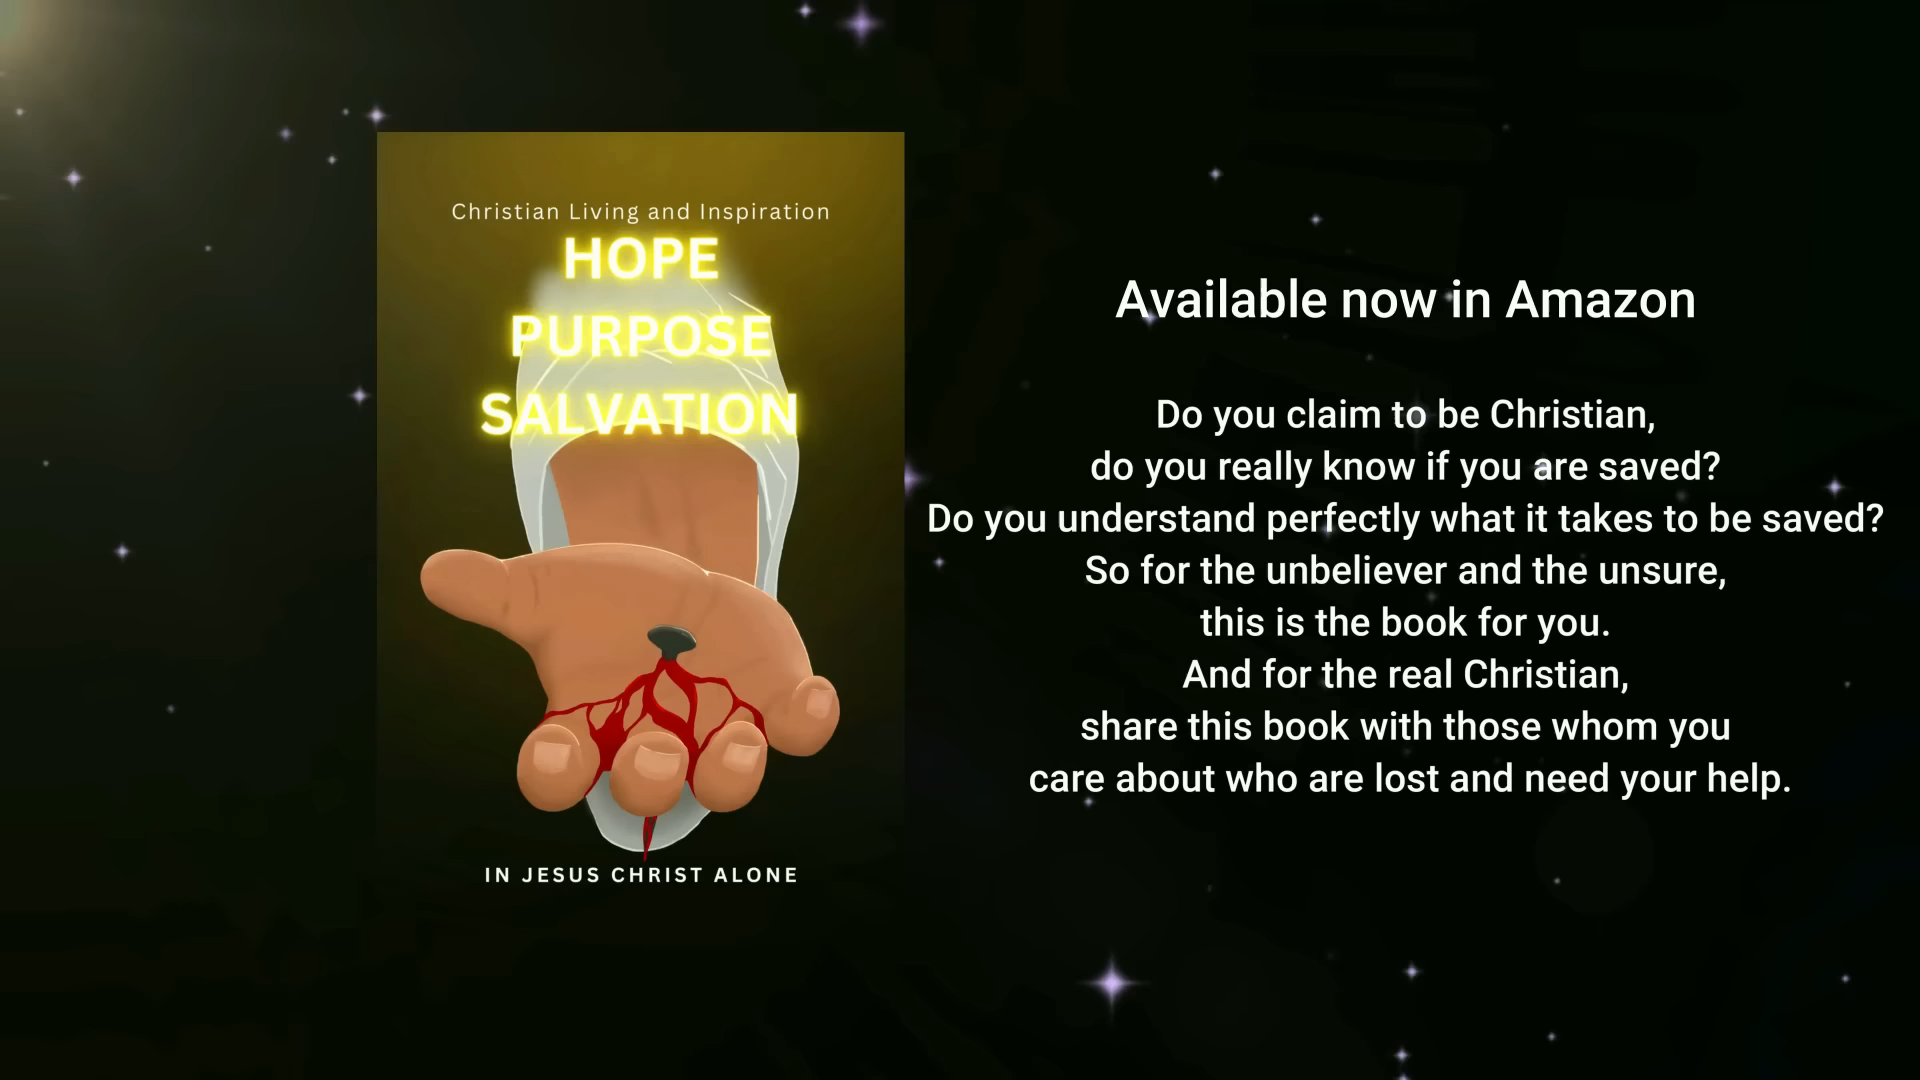 Christian Living and Inspiration
HOPE
PURPOSE
SALVATION
IN JESUS CHRIST ALONE
Available now in Amazon
Do you claim to be Christian,
do you really know if you are saved?
Do you understand perfectly what it takes to be saved?
So for the unbeliever and the unsure,
this is the book for you.
And for the real Christian,
share this book with those whom you
care about who are lost and need your help.